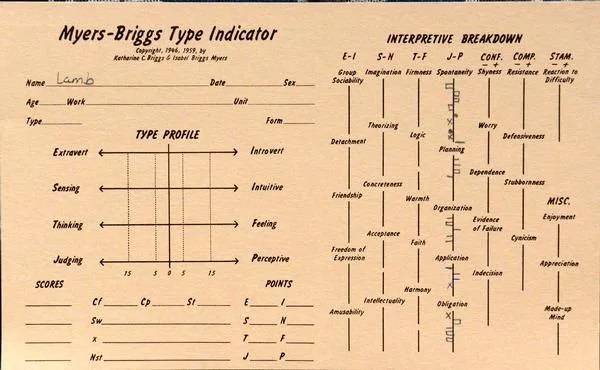 Myers-Briggs Type Indicator
Copyright, 1946, 1959, by
Katharine C. Briggs & Isabel Briggs Myers
Name Lamb Date Sex
Age Work Unit
Type Form
TYPE PROFILE
Extravert Introvert
Sensing Intuitive
Thinking Feeling
Judging Perceptive
15 5 0 5 15
SCORES POINTS
Cf Cp St E I
Sw S N
x T F
Nst J P
INTERPRETIVE BREAKDOWN
E-I S-N T-F J-P CONF. COMP. STAM.
- + - + - +
Group Imagination Firmness Spontaneity Shyness Resistance Reaction to
Sociability Difficulty
Theorizing Worry
Logic Defensiveness
Detachment Planning
Dependence
Concreteness Stubbornness
Friendship Warmth MISC.
Organization Evidence Enjoyment
of Failure
Acceptance Cynicism
Faith
Freedom of Application Appreciation
Expression Indecision
Harmony
Intuellectuality Obligation
Amusability Made-up
Mind